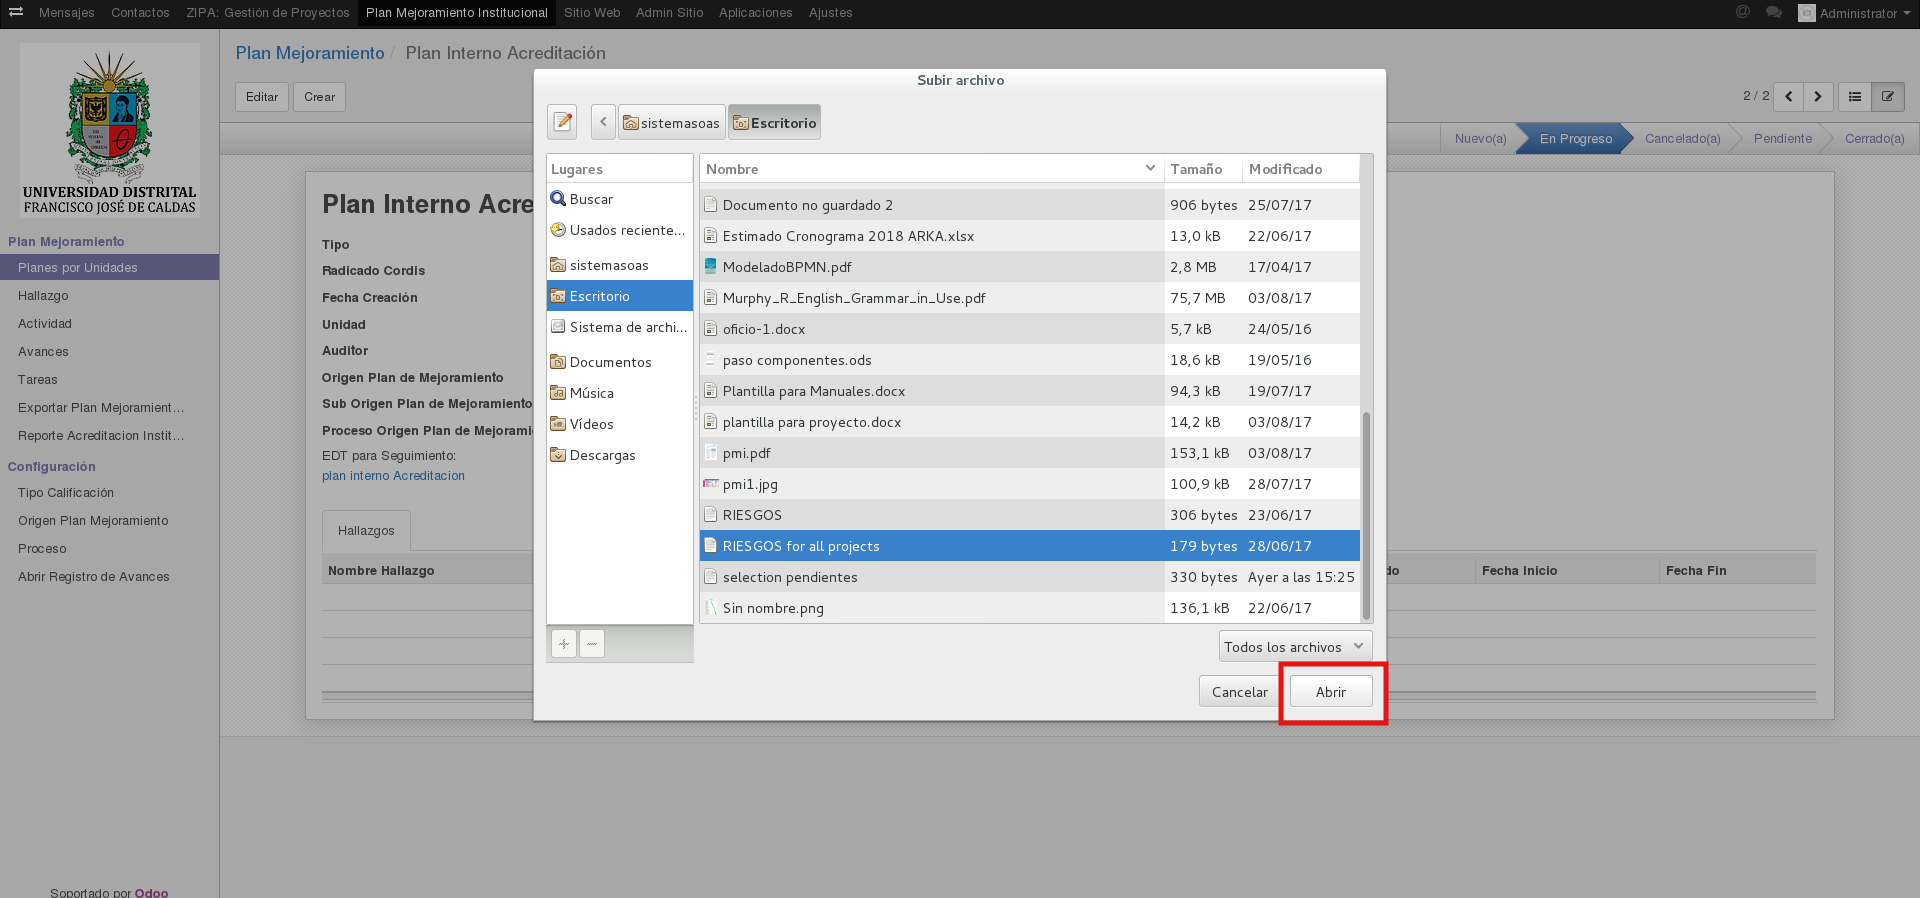 Mensajes Contactos ZIPA: Gestión de Proyectos Plan Mejoramiento Institucional Sitio Web Admin Sitio Aplicaciones Ajustes Administrator
UNIVERSIDAD DISTRITAL
FRANCISCO JOSÉ DE CALDAS
Plan Mejoramiento
Planes por Unidades
Hallazgo
Actividad
Avances
Tareas
Exportar Plan Mejoramient...
Reporte Acreditacion Instit...
Configuración
Tipo Calificación
Origen Plan Mejoramiento
Proceso
Abrir Registro de Avances
Soportado por Odoo
Plan Mejoramiento / Plan Interno Acreditación
Editar Crear
2 / 2
Nuevo(a) En Progreso Cancelado(a) Pendiente Cerrado(a)
Plan Interno Acre
Tipo
Radicado Cordis
Fecha Creación
Unidad
Auditor
Origen Plan de Mejoramiento
Sub Origen Plan de Mejoramiento
Proceso Origen Plan de Mejorami
EDT para Seguimiento:
plan interno Acreditacion
Hallazgos
Nombre Hallazgo do Fecha Inicio Fecha Fin
Subir archivo
sistemasoas Escritorio
Lugares
Buscar
Usados reciente...
sistemasoas
Escritorio
Sistema de archi...
Documentos
Música
Vídeos
Descargas
Nombre Tamaño Modificado
Documento no guardado 2 906 bytes 25/07/17
Estimado Cronograma 2018 ARKA.xlsx 13,0 kB 22/06/17
ModeladoBPMN.pdf 2,8 MB 17/04/17
Murphy_R_English_Grammar_in_Use.pdf 75,7 MB 03/08/17
oficio-1.docx 5,7 kB 24/05/16
paso componentes.ods 18,6 kB 19/05/16
Plantilla para Manuales.docx 94,3 kB 19/07/17
plantilla para proyecto.docx 14,2 kB 03/08/17
pmi.pdf 153,1 kB 03/08/17
pmi1.jpg 100,9 kB 28/07/17
RIESGOS 306 bytes 23/06/17
RIESGOS for all projects 179 bytes 28/06/17
selection pendientes 330 bytes Ayer a las 15:25
Sin nombre.png 136,1 kB 22/06/17
Todos los archivos
Cancelar Abrir